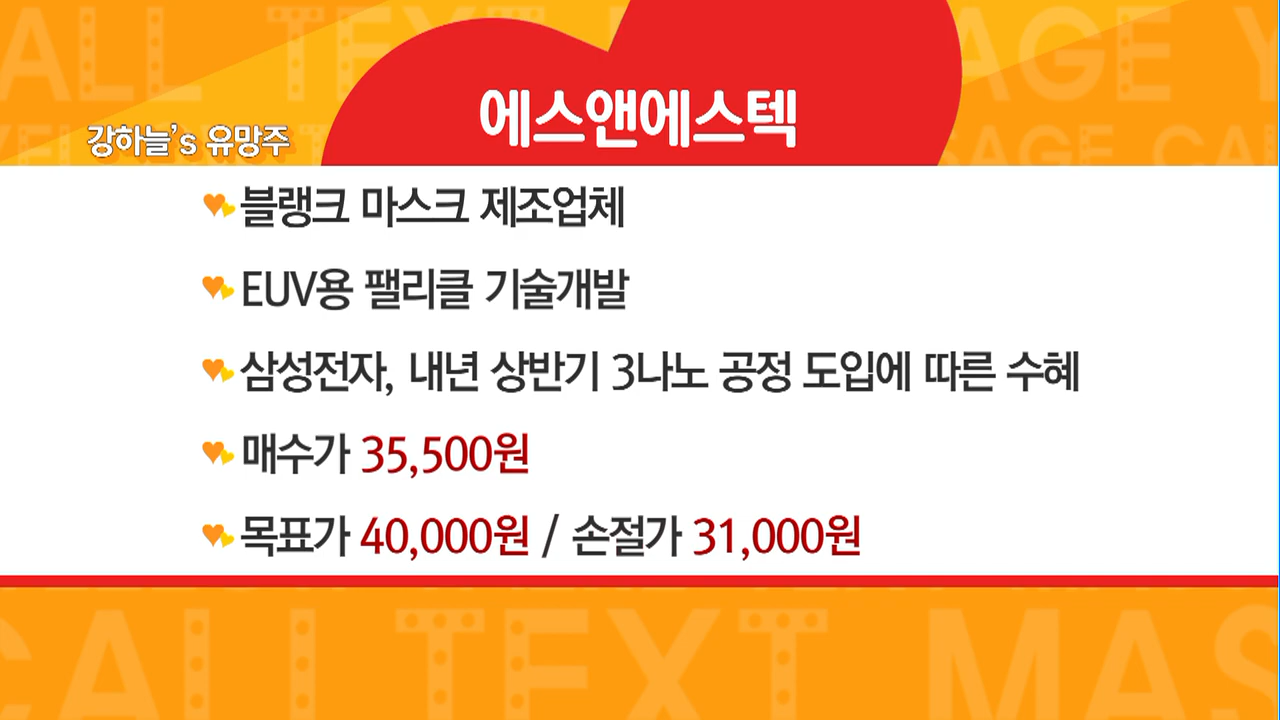 강하늘's 유망주
에스앤에스텍
블랭크 마스크 제조업체
EUV용 팰리클 기술개발
삼성전자, 내년 상반기 3나노 공정 도입에 따른 수혜
매수가 35,500원
목표가 40,000원 / 손절가 31,000원
CALL TEXT MAS